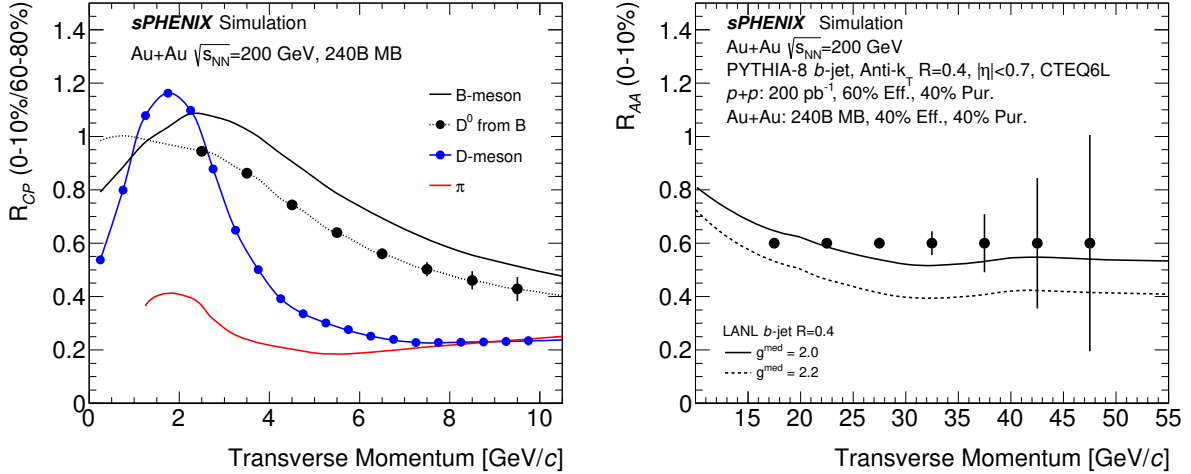 sPHENIX Simulation
Au+Au √sNN=200 GeV, 240B MB
B-meson
D⁰ from B
D-meson
π
R_CP (0-10%/60-80%)
1.4
1.2
1
0.8
0.6
0.4
0.2
0
0 2 4 6 8 10
Transverse Momentum [GeV/c]
sPHENIX Simulation
Au+Au √sNN=200 GeV
PYTHIA-8 b-jet, Anti-k_T R=0.4, |η|<0.7, CTEQ6L
p+p: 200 pb⁻¹, 60% Eff., 40% Pur.
Au+Au: 240B MB, 40% Eff., 40% Pur.
R_AA (0-10%)
1.4
1.2
1
0.8
0.6
0.4
0.2
0
LANL b-jet R=0.4
g^med = 2.0
g^med = 2.2
15 20 25 30 35 40 45 50 55
Transverse Momentum [GeV/c]